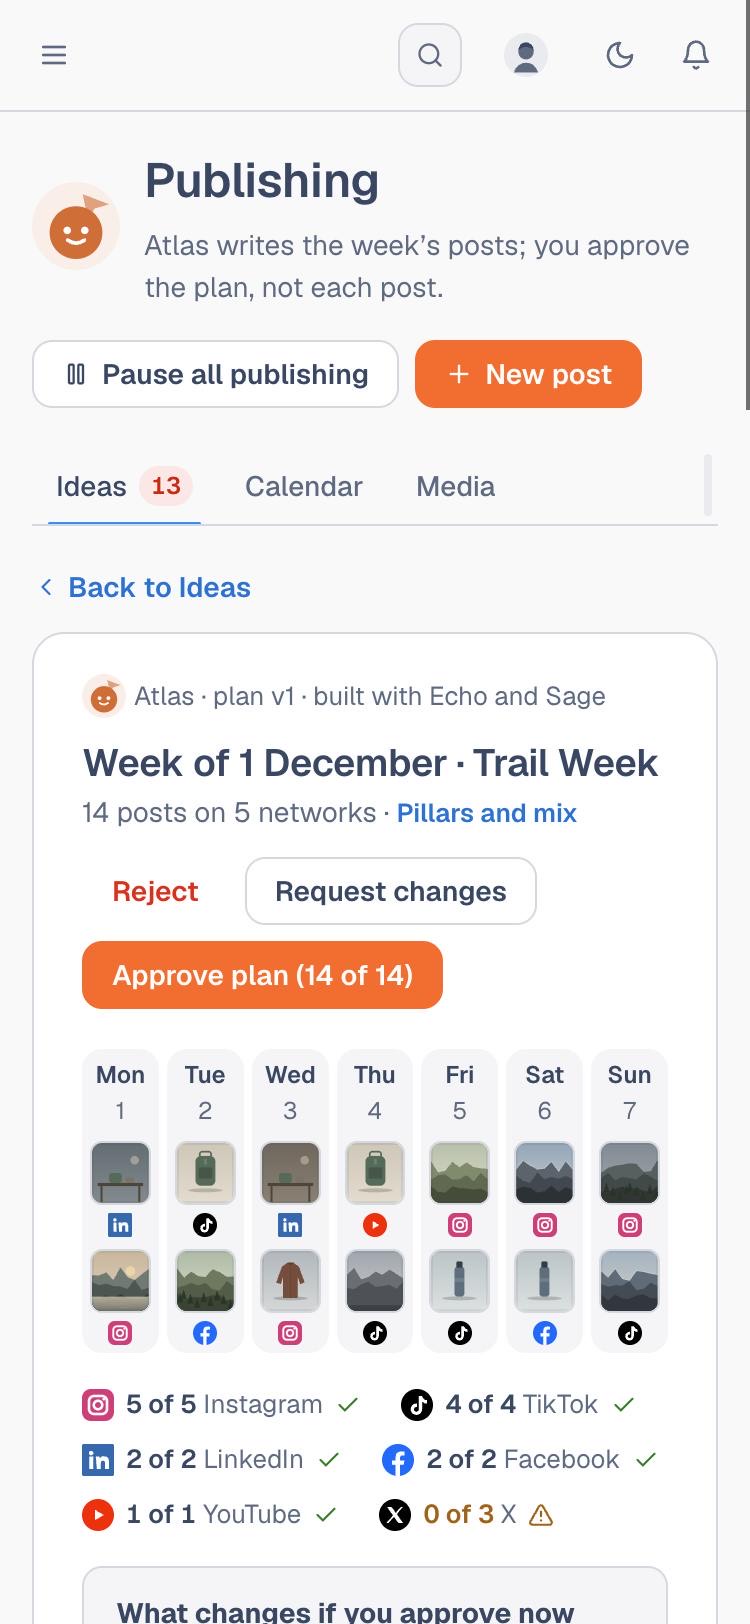 Publishing
Atlas writes the week’s posts; you approve
the plan, not each post.
Pause all publishing
New post
Ideas 13 Calendar Media
Back to Ideas
Atlas · plan v1 · built with Echo and Sage
Week of 1 December · Trail Week
14 posts on 5 networks · Pillars and mix
Reject Request changes
Approve plan (14 of 14)
Mon Tue Wed Thu Fri Sat Sun
1 2 3 4 5 6 7
5 of 5 Instagram 4 of 4 TikTok
2 of 2 LinkedIn 2 of 2 Facebook
1 of 1 YouTube 0 of 3 X
What changes if you approve now